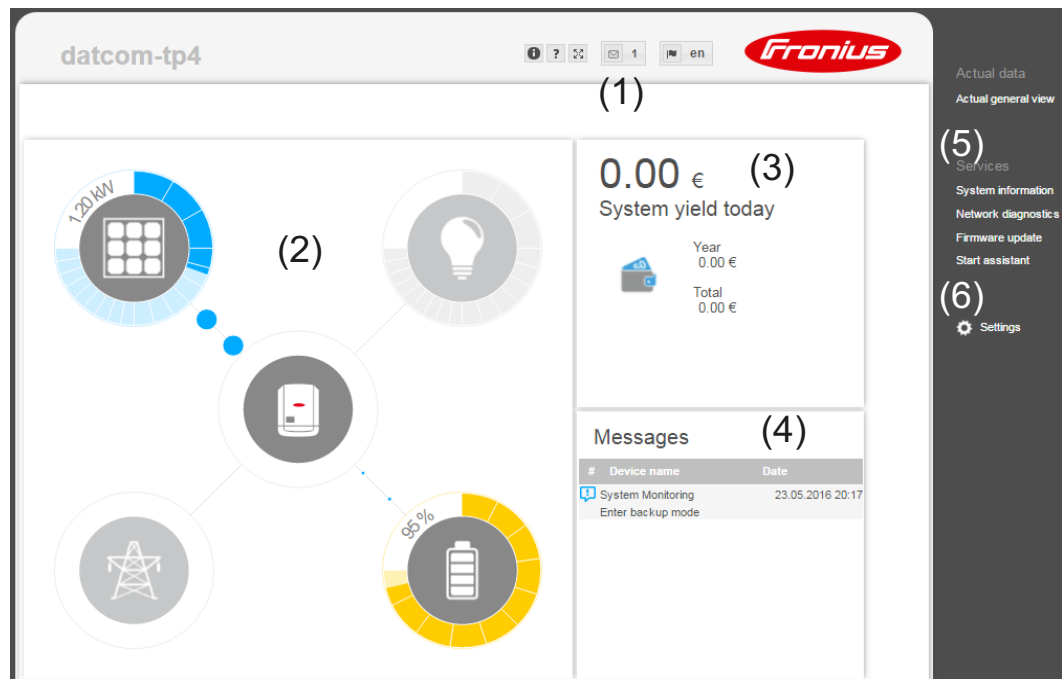 datcom-tp4
? 1 en
Fronius
(1)
1.20 kW
(2)
95 %
0.00 €
(3)
System yield today
Year
0.00 €
Total
0.00 €
Messages
(4)
# Device name Date
System Monitoring 23.05.2016 20:17
Enter backup mode
Actual data
Actual general view
(5)
Services
System information
Network diagnostics
Firmware update
Start assistant
(6)
Settings